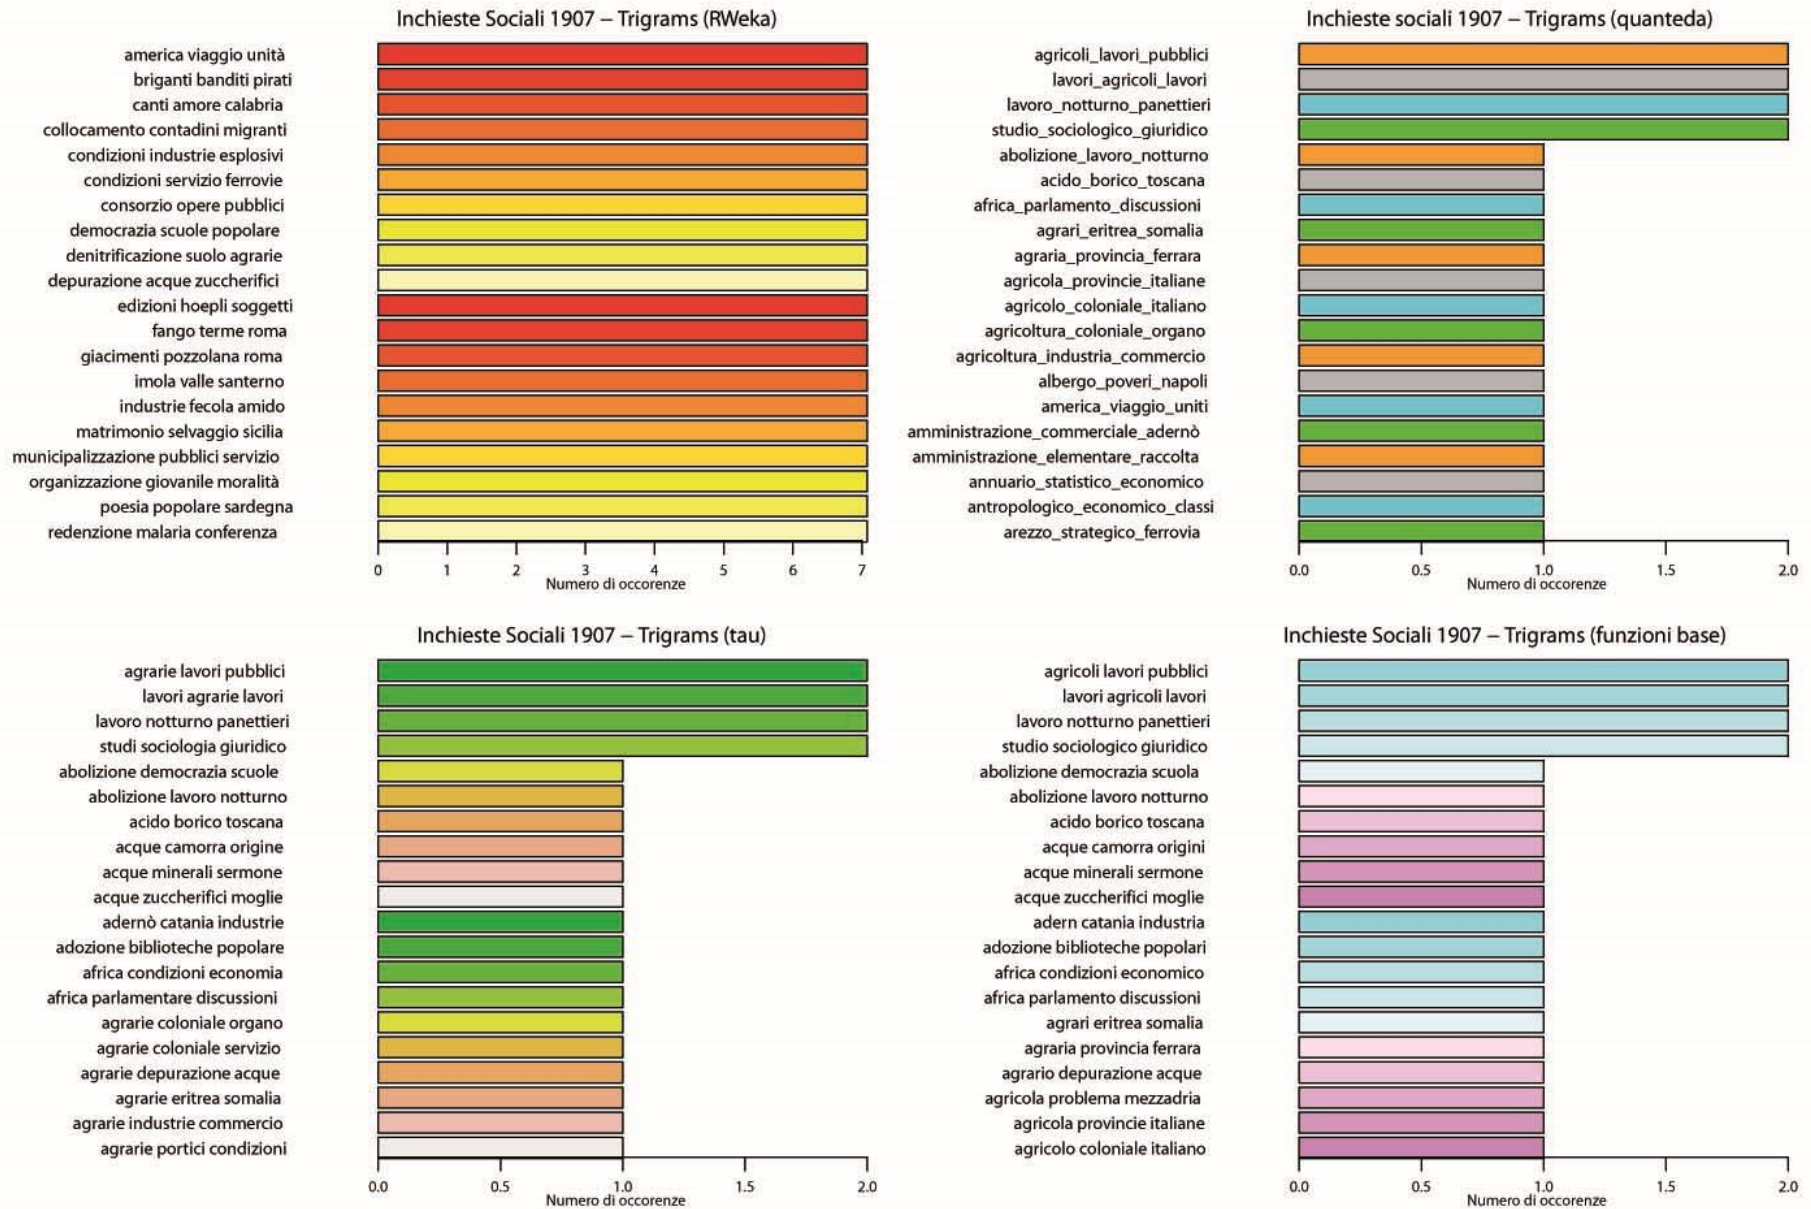 Inchieste Sociali 1907 – Trigrams (RWeka)
america viaggio unità
briganti banditi pirati
canti amore calabria
collocamento contadini migranti
condizioni industrie esplosivi
condizioni servizio ferrovie
consorzio opere pubblici
democrazia scuole popolare
denitrificazione suolo agrarie
depurazione acque zuccherifici
edizioni hoepli soggetti
fango terme roma
giacimenti pozzolana roma
imola valle santerno
industrie fecola amido
matrimonio selvaggio sicilia
municipalizzazione pubblici servizio
organizzazione giovanile moralità
poesia popolare sardegna
redenzione malaria conferenza
0 1 2 3 4 5 6 7
Numero di occorenze
Inchieste sociali 1907 – Trigrams (quanteda)
agricoli_lavori_pubblici
lavori_agricoli_lavori
lavoro_notturno_panettieri
studio_sociologico_giuridico
abolizione_lavoro_notturno
acido_borico_toscana
africa_parlamento_discussioni
agrari_eritrea_somalia
agraria_provincia_ferrara
agricola_provincie_italiane
agricolo_coloniale_italiano
agricoltura_coloniale_organo
agricoltura_industria_commercio
albergo_poveri_napoli
america_viaggio_uniti
amministrazione_commerciale_adernò
amministrazione_elementare_raccolta
annuario_statistico_economico
antropologico_economico_classi
arezzo_strategico_ferrovia
0.0 0.5 1.0 1.5 2.0
Numero di occorenze
Inchieste Sociali 1907 – Trigrams (tau)
agrarie lavori pubblici
lavori agrarie lavori
lavoro notturno panettieri
studi sociologia giuridico
abolizione democrazia scuole
abolizione lavoro notturno
acido borico toscana
acque camorra origine
acque minerali sermone
acque zuccherifici moglie
adernò catania industrie
adozione biblioteche popolare
africa condizioni economia
africa parlamentare discussioni
agrarie coloniale organo
agrarie coloniale servizio
agrarie depurazione acque
agrarie eritrea somalia
agrarie industrie commercio
agrarie portici condizioni
0.0 0.5 1.0 1.5 2.0
Numero di occorenze
Inchieste Sociali 1907 – Trigrams (funzioni base)
agricoli lavori pubblici
lavori agricoli lavori
lavoro notturno panettieri
studio sociologico giuridico
abolizione democrazia scuola
abolizione lavoro notturno
acido borico toscana
acque camorra origini
acque minerali sermone
acque zuccherifici moglie
adern catania industria
adozione biblioteche popolari
africa condizioni economico
africa parlamento discussioni
agrari eritrea somalia
agraria provincia ferrara
agrario depurazione acque
agricola problema mezzadria
agricola provincie italiane
agricolo coloniale italiano
0.0 0.5 1.0 1.5 2.0
Numero di occorenze